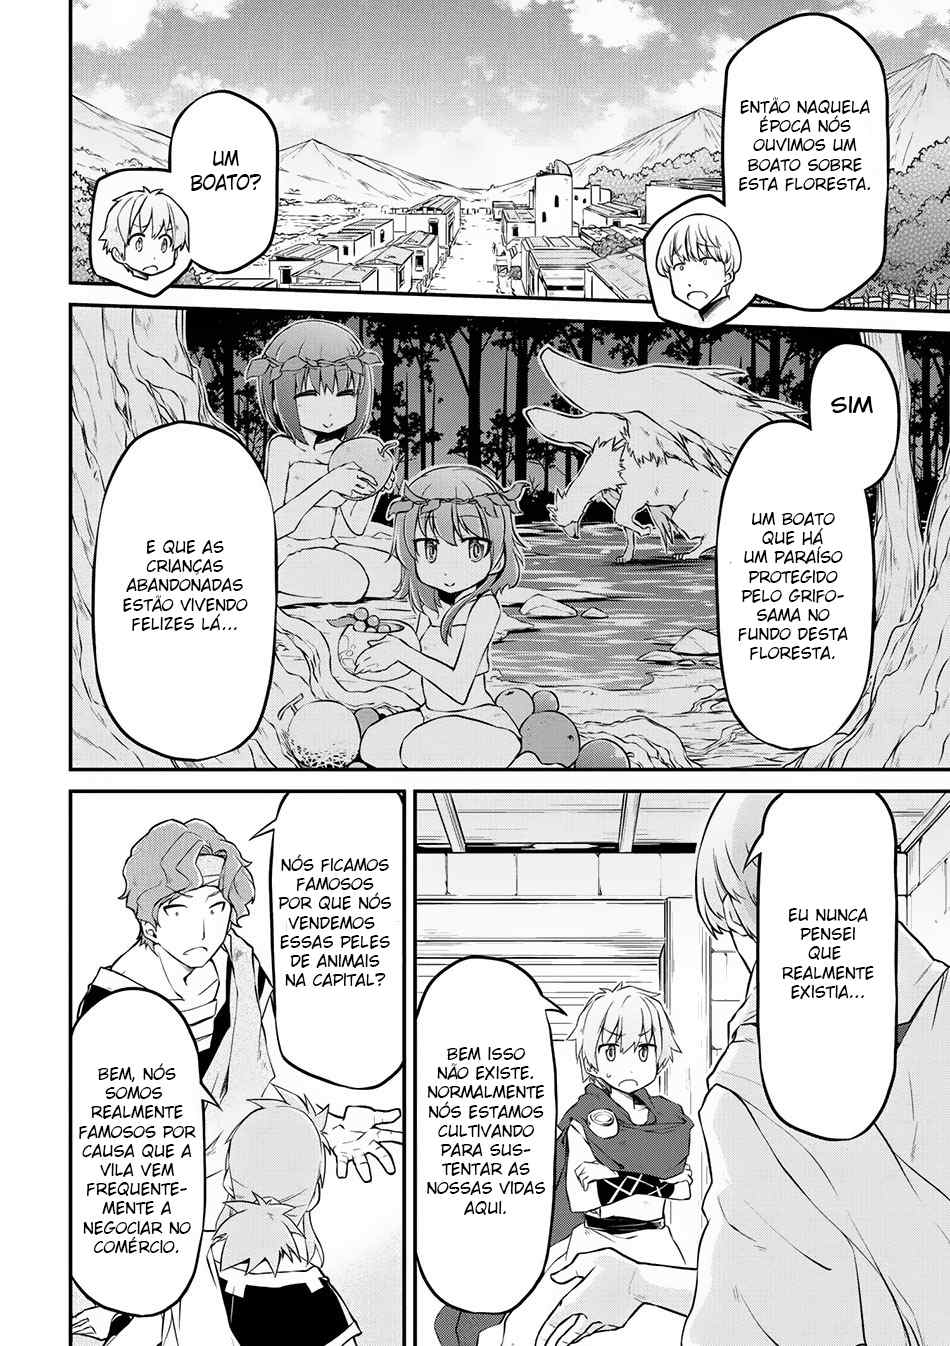 ENTÃO NAQUELA
ÉPOCA NÓS
OUVIMOS UM
BOATO SOBRE
ESTA FLORESTA.
UM
BOATO?
SIM
UM BOATO
QUE HÁ
UM PARAÍSO
PROTEGIDO
PELO GRIFO-
SAMA NO
FUNDO DESTA
FLORESTA.
E QUE AS
CRIANÇAS
ABANDONADAS
ESTÃO VIVENDO
FELIZES LÁ...
EU NUNCA
PENSEI
QUE
REALMENTE
EXISTIA...
BEM ISSO
NÃO EXISTE.
NORMALMENTE
NÓS ESTAMOS
CULTIVANDO
PARA SUS-
TENTAR AS
NOSSAS VIDAS
AQUI.
NÓS FICAMOS
FAMOSOS
POR QUE NÓS
VENDEMOS
ESSAS PELES
DE ANIMAIS
NA CAPITAL?
BEM, NÓS
SOMOS
REALMENTE
FAMOSOS POR
CAUSA QUE A
VILA VEM
FREQUENTE-
MENTE A
NEGOCIAR NO
COMÉRCIO.